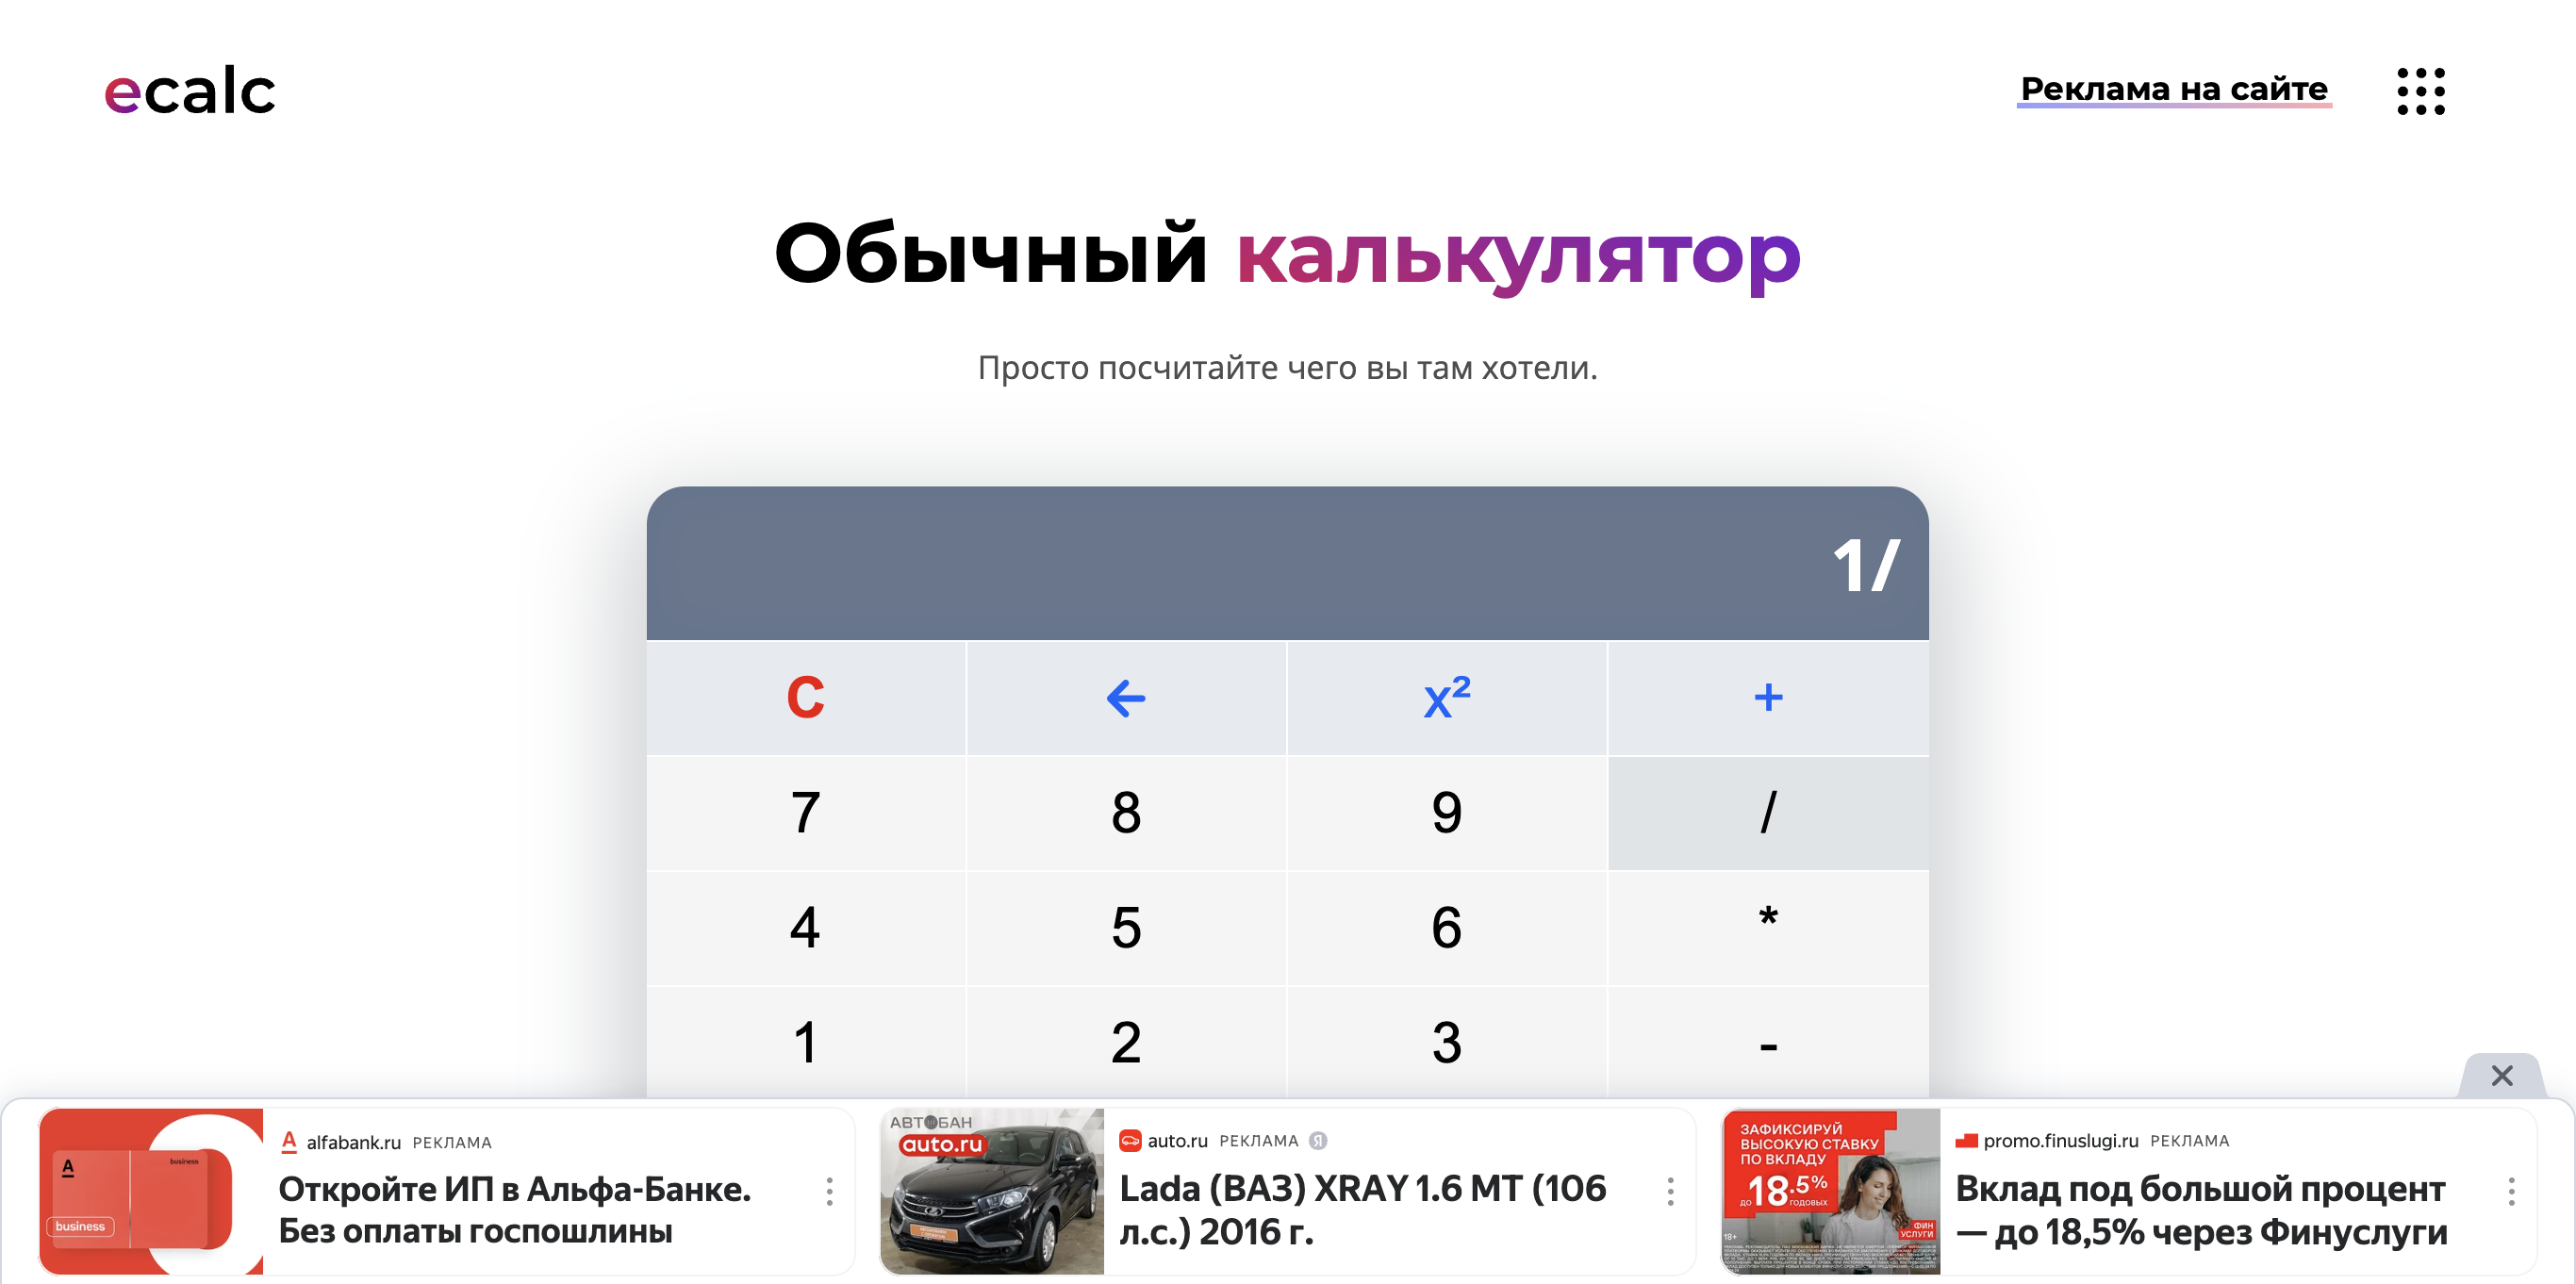 ecalc
Реклама на сайте
Обычный калькулятор
Просто посчитайте чего вы там хотели.
1/
C ← x² +
7 8 9 /
4 5 6 *
1 2 3 -
A
business
business
alfabank.ru РЕКЛАМА
Откройте ИП в Альфа-Банке.
Без оплаты госпошлины
АВТОБАН
auto.ru
auto.ru РЕКЛАМА Я
Lada (ВАЗ) XRAY 1.6 MT (106
л.с.) 2016 г.
ЗАФИКСИРУЙ
ВЫСОКУЮ СТАВКУ
ПО ВКЛАДУ
до 18.5% годовых
ФИН
УСЛУГИ
18+
promo.finuslugi.ru РЕКЛАМА
Вклад под большой процент
— до 18,5% через Финуслуги